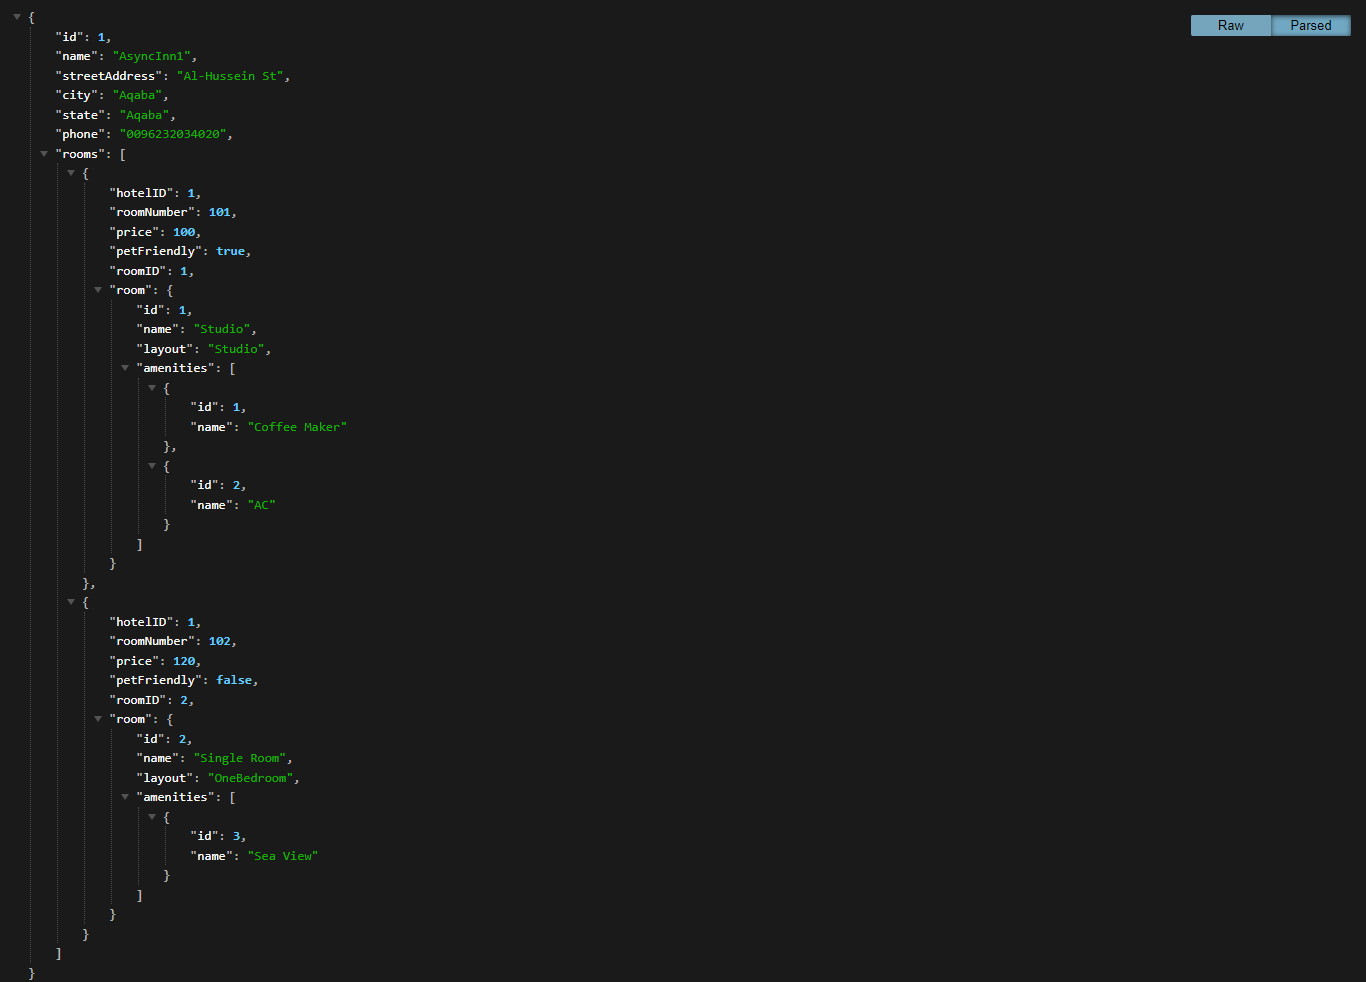 {
Raw Parsed
"id": 1,
"name": "AsyncInn1",
"streetAddress": "Al-Hussein St",
"city": "Aqaba",
"state": "Aqaba",
"phone": "0096232034020",
"rooms": [
{
"hotelID": 1,
"roomNumber": 101,
"price": 100,
"petFriendly": true,
"roomID": 1,
"room": {
"id": 1,
"name": "Studio",
"layout": "Studio",
"amenities": [
{
"id": 1,
"name": "Coffee Maker"
},
{
"id": 2,
"name": "AC"
}
]
}
},
{
"hotelID": 1,
"roomNumber": 102,
"price": 120,
"petFriendly": false,
"roomID": 2,
"room": {
"id": 2,
"name": "Single Room",
"layout": "OneBedroom",
"amenities": [
{
"id": 3,
"name": "Sea View"
}
]
}
}
]
}